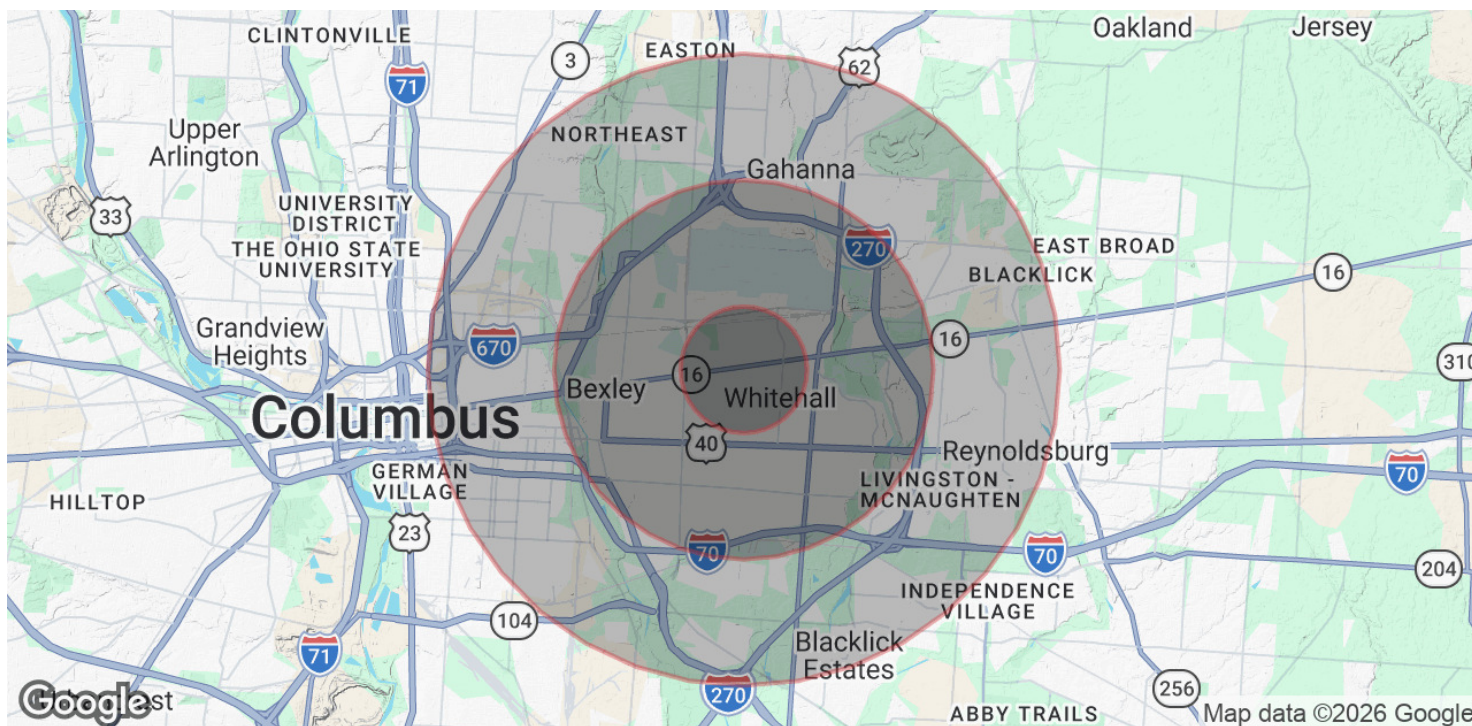 CLINTONVILLE
3
EASTON
62
Oakland
Jersey
71
Upper
Arlington
NORTHEAST
Gahanna
33
UNIVERSITY
DISTRICT
THE OHIO STATE
UNIVERSITY
270
EAST BROAD
BLACKLICK
16
Grandview
Heights
670
16
16
310
Bexley
Whitehall
Columbus
40
Reynoldsburg
70
GERMAN
VILLAGE
LIVINGSTON -
MCNAUGHTEN
HILLTOP
23
70
70
204
104
INDEPENDENCE
VILLAGE
71
Blacklick
Estates
270
256
Google
ABBY TRAILS
Map data ©2026 Google